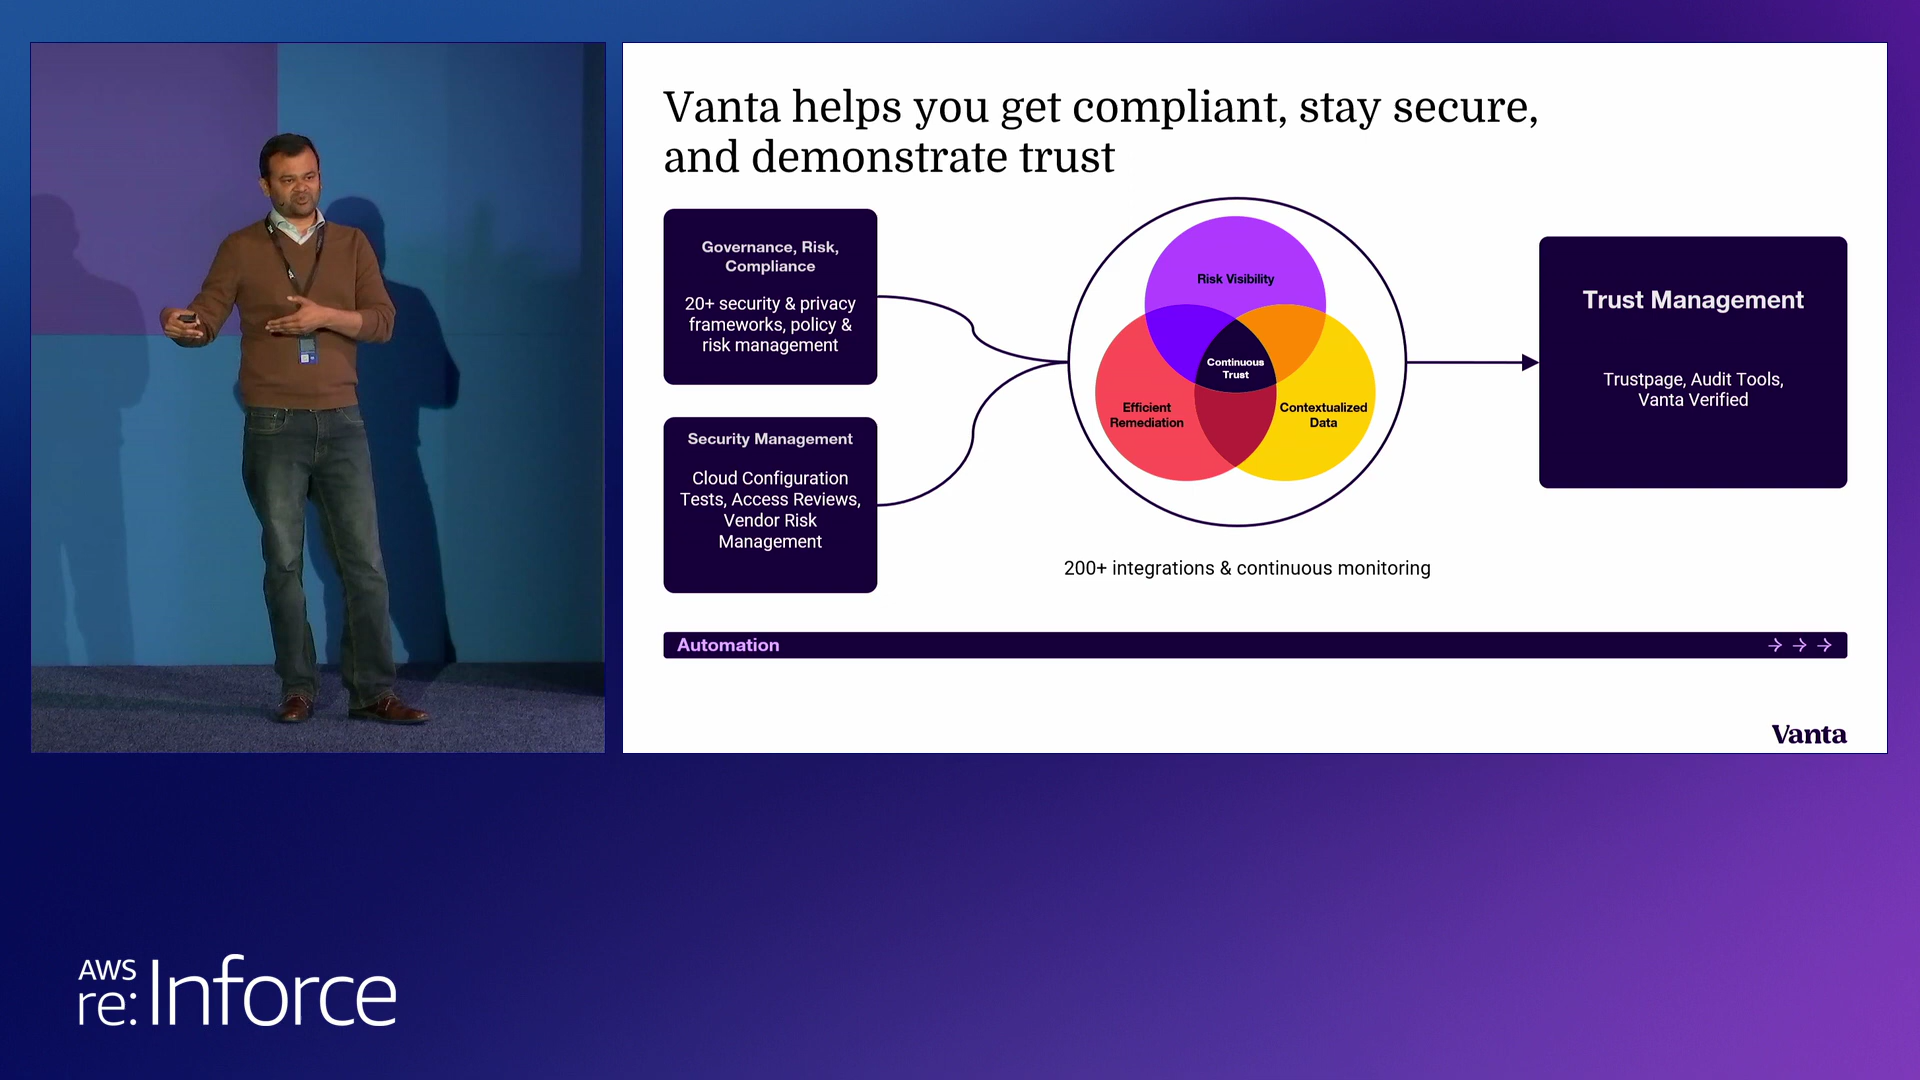 Vanta helps you get compliant, stay secure,
and demonstrate trust
Governance, Risk,
Compliance
20+ security & privacy
frameworks, policy &
risk management
Security Management
Cloud Configuration
Tests, Access Reviews,
Vendor Risk
Management
Risk Visibility
Continuous
Trust
Efficient
Remediation
Contextualized
Data
200+ integrations & continuous monitoring
Trust Management
Trustpage, Audit Tools,
Vanta Verified
Automation
Vanta
AWS
re:Inforce